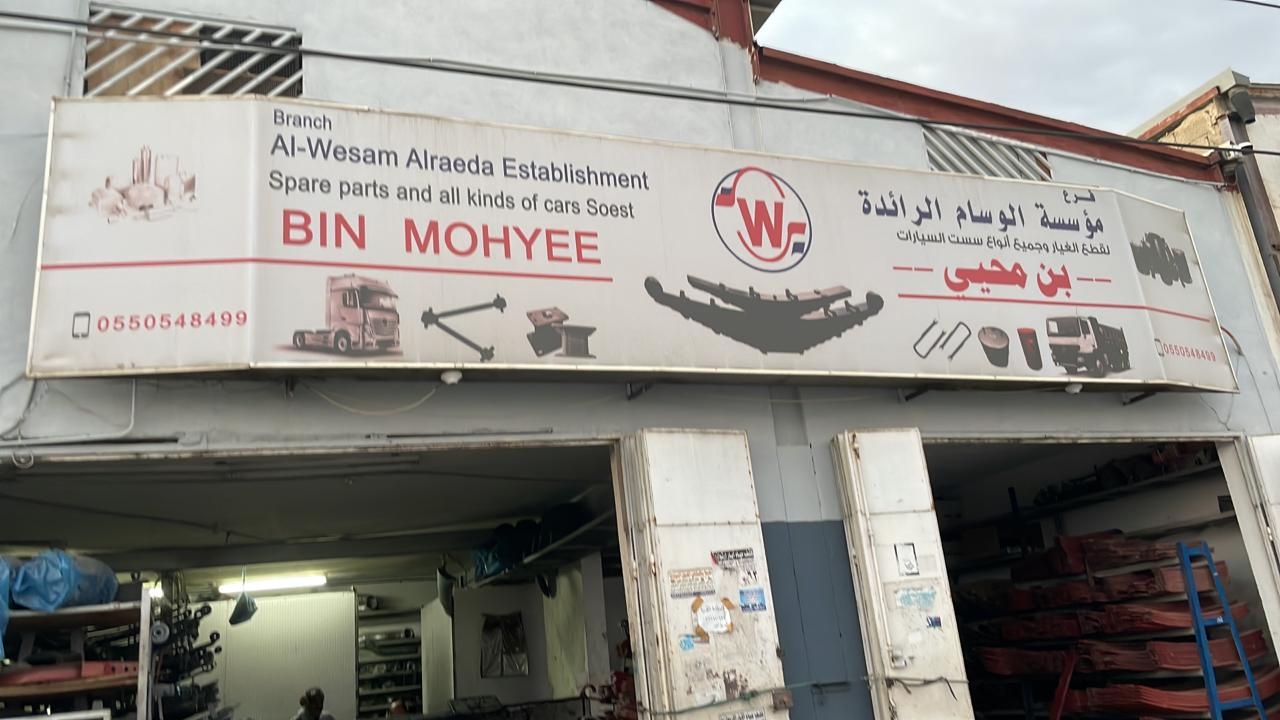 Branch
Al-Wesam Alraeda Establishment
Spare parts and all kinds of cars Soest
BIN MOHYEE
0550548499
W
فرع
مؤسسة الوسام الرائدة
لقطع الغيار وجميع أنواع سست السيارات
بن محيي
0550548499